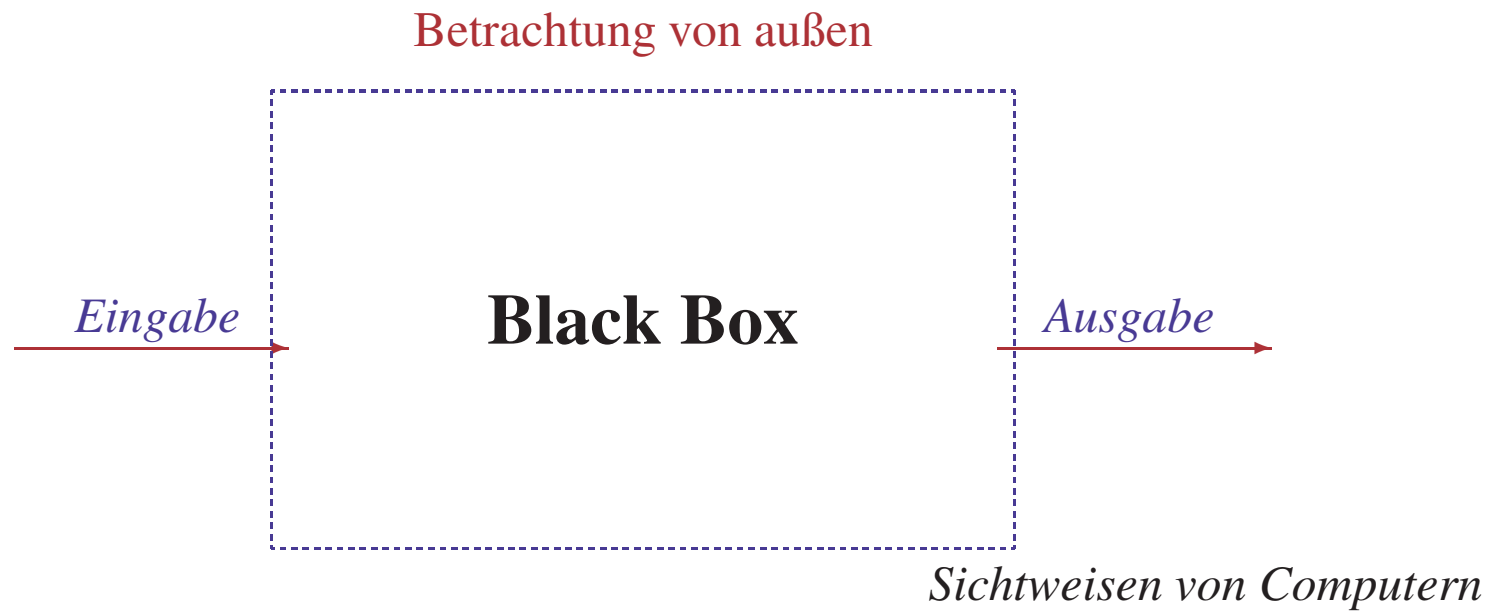 Betrachtung von außen
Eingabe
Black Box
Ausgabe
Sichtweisen von Computern